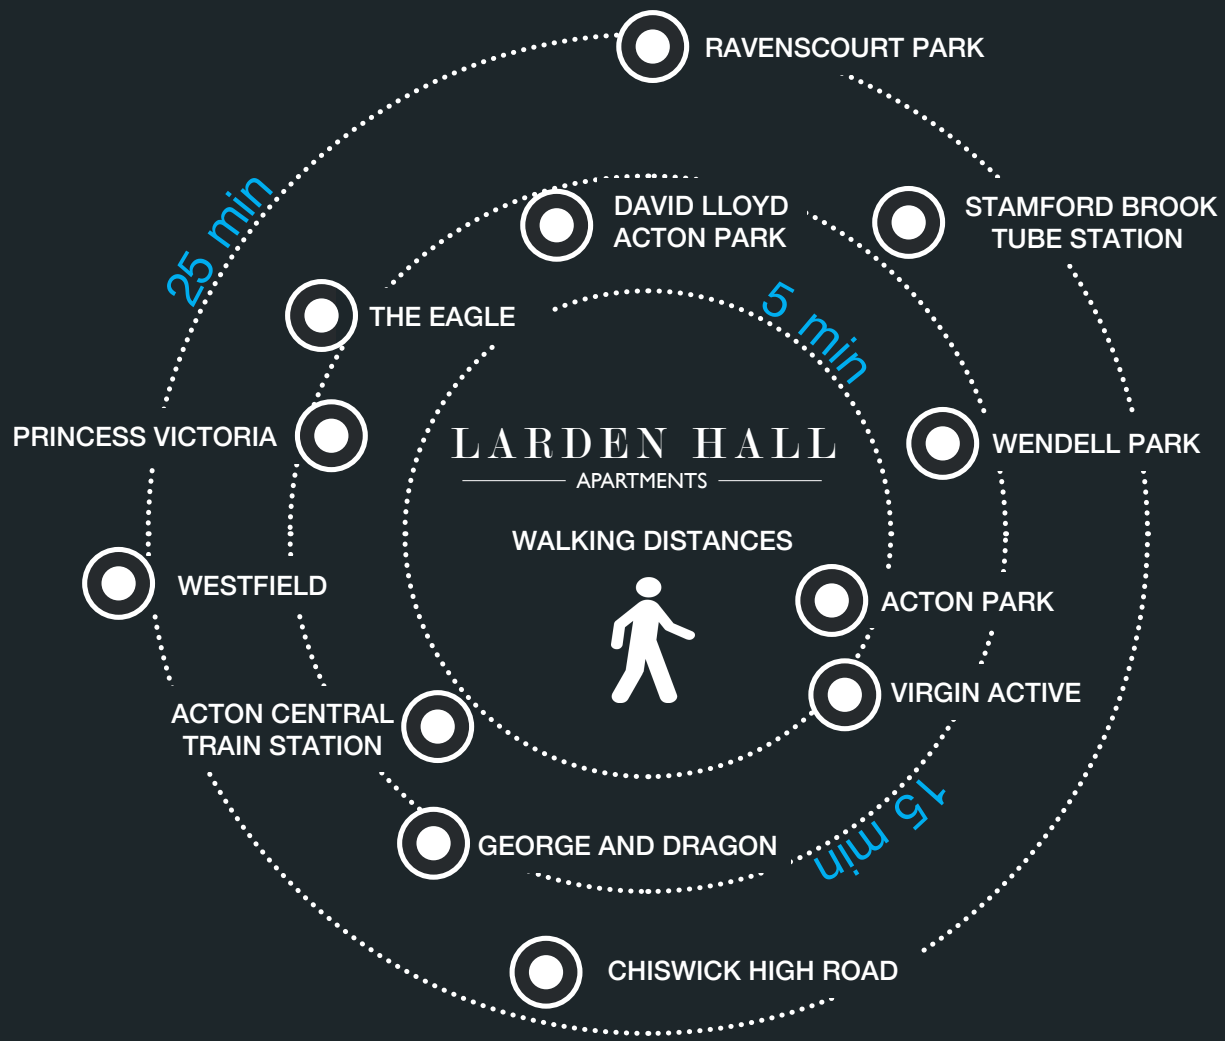 RAVENSCOURT PARK
25 min
DAVID LLOYD
ACTON PARK
STAMFORD BROOK
TUBE STATION
THE EAGLE
5 min
PRINCESS VICTORIA
LARDEN HALL
APARTMENTS
WENDELL PARK
WALKING DISTANCES
WESTFIELD
ACTON PARK
VIRGIN ACTIVE
ACTON CENTRAL
TRAIN STATION
15 min
GEORGE AND DRAGON
CHISWICK HIGH ROAD